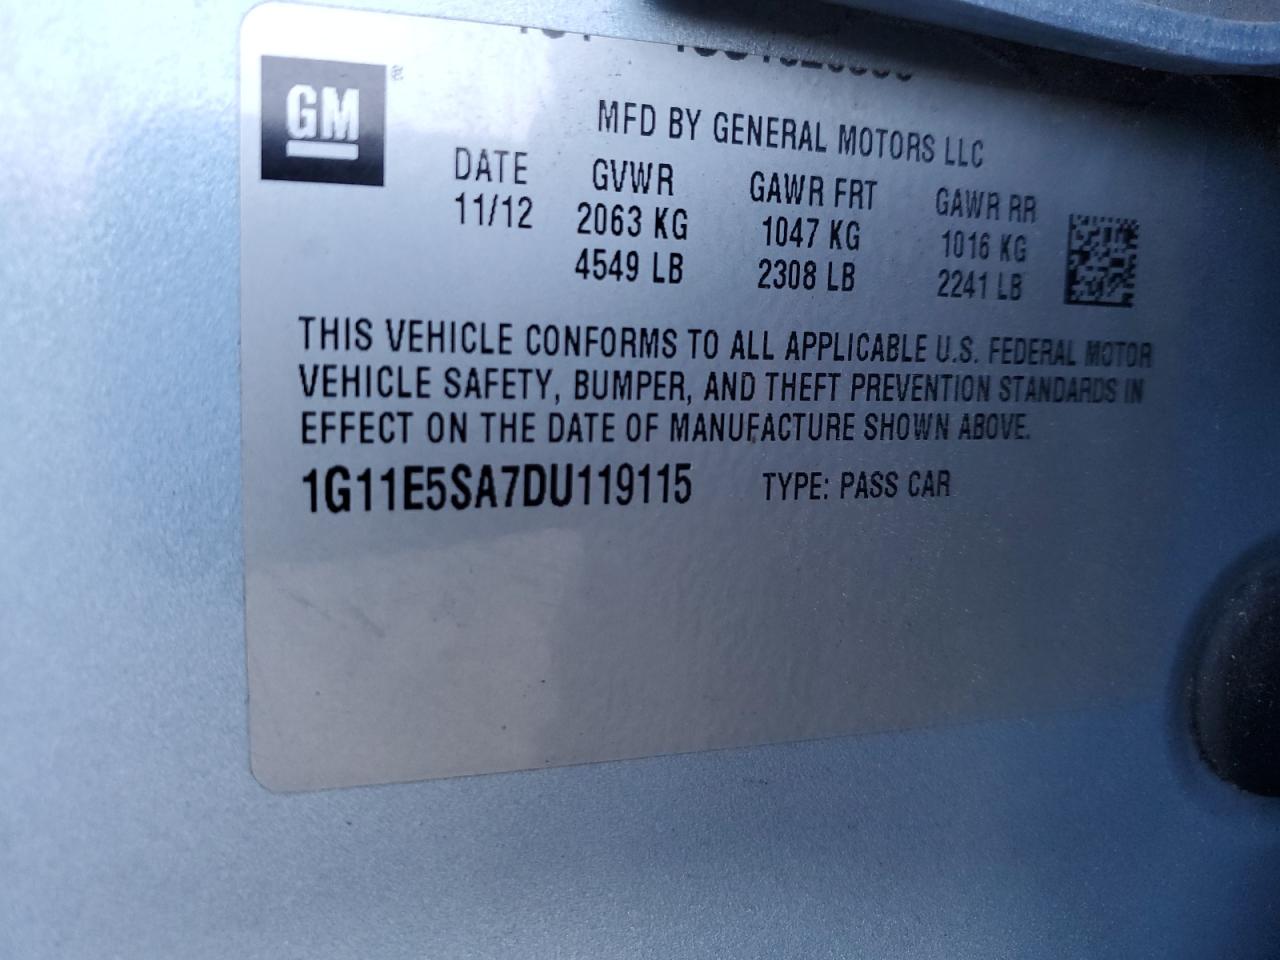 GM
MFD BY GENERAL MOTORS LLC
DATE GVWR GAWR FRT GAWR RR
11/12 2063 KG 1047 KG 1016 KG
4549 LB 2308 LB 2241 LB
THIS VEHICLE CONFORMS TO ALL APPLICABLE U.S. FEDERAL MOTOR
VEHICLE SAFETY, BUMPER, AND THEFT PREVENTION STANDARDS IN
EFFECT ON THE DATE OF MANUFACTURE SHOWN ABOVE.
1G11E5SA7DU119115 TYPE: PASS CAR